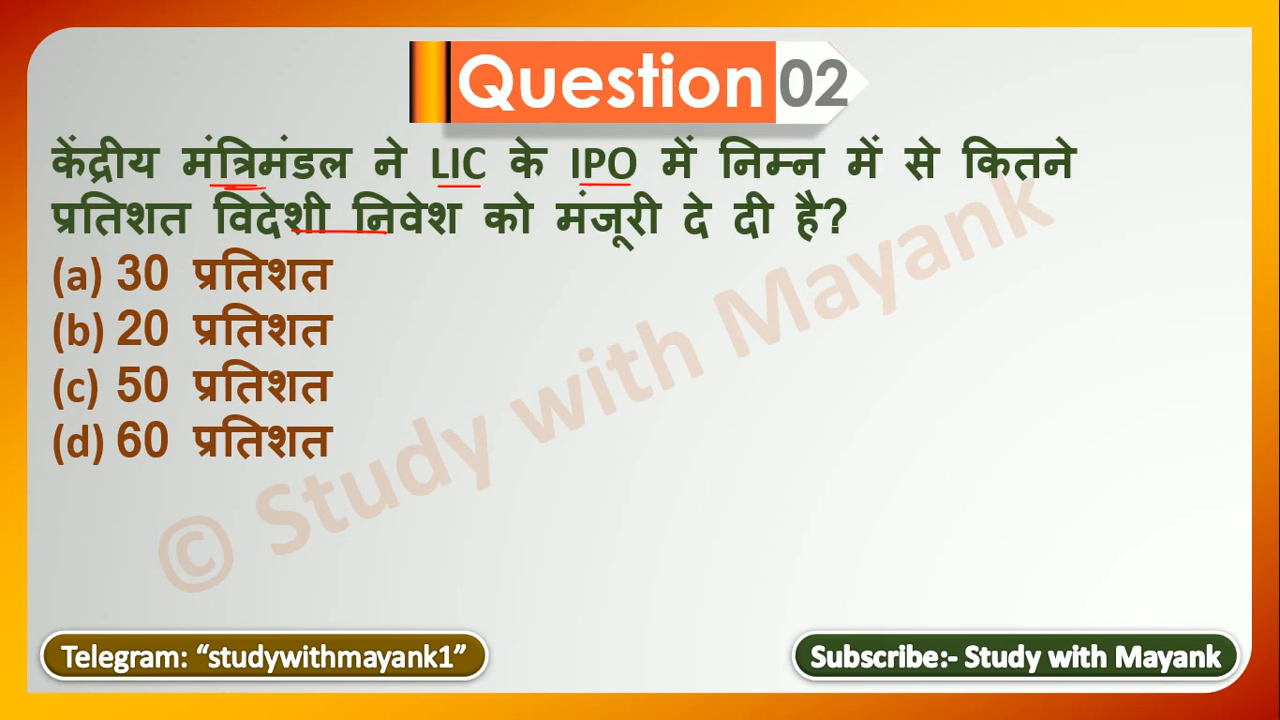 Question 02
केंद्रीय मंत्रिमंडल ने LIC के IPO में निम्न में से कितने
प्रतिशत विदेशी निवेश को मंजूरी दे दी है?
(a) 30 प्रतिशत
(b) 20 प्रतिशत
(c) 50 प्रतिशत
(d) 60 प्रतिशत
© Study with Mayank
Telegram: “studywithmayank1”
Subscribe:- Study with Mayank